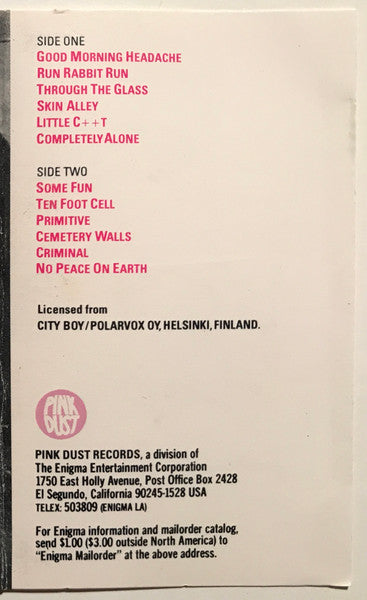 SIDE ONE
GOOD MORNING HEADACHE
RUN RABBIT RUN
THROUGH THE GLASS
SKIN ALLEY
LITTLE C++T
COMPLETELY ALONE
SIDE TWO
SOME FUN
TEN FOOT CELL
PRIMITIVE
CEMETERY WALLS
CRIMINAL
NO PEACE ON EARTH
Licensed from
CITY BOY/POLARVOX OY, HELSINKI, FINLAND.
PINK
DUST
PINK DUST RECORDS, a division of
The Enigma Entertainment Corporation
1750 East Holly Avenue, Post Office Box 2428
El Segundo, California 90245-1528 USA
TELEX: 503809 (ENIGMA LA)
For Enigma information and mailorder catalog,
send $1.00 ($3.00 outside North America) to
"Enigma Mailorder" at the above address.